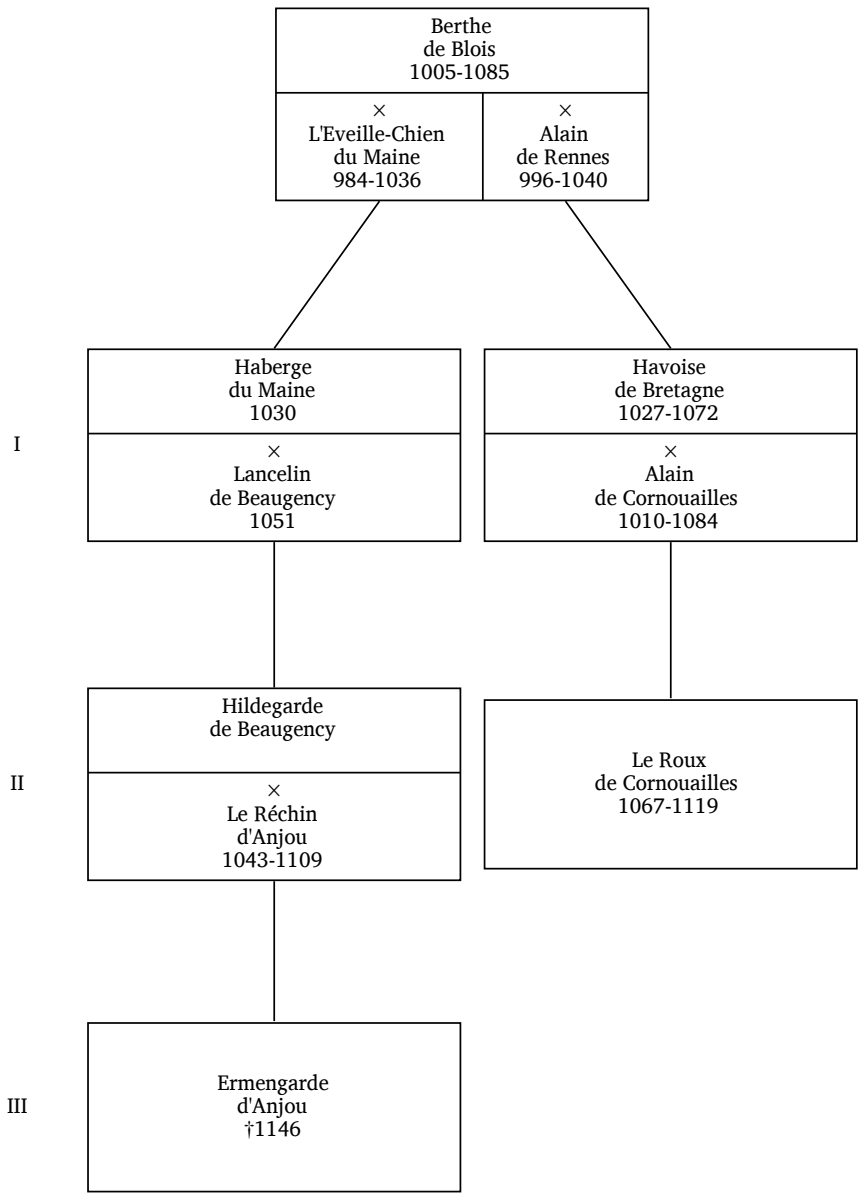 Berthe
de Blois
1005-1085
×
L'Eveille-Chien
du Maine
984-1036
×
Alain
de Rennes
996-1040
I
Haberge
du Maine
1030
×
Lancelin
de Beaugency
1051
Havoise
de Bretagne
1027-1072
×
Alain
de Cornouailles
1010-1084
II
Hildegarde
de Beaugency
×
Le Réchin
d'Anjou
1043-1109
Le Roux
de Cornouailles
1067-1119
III
Ermengarde
d'Anjou
†1146